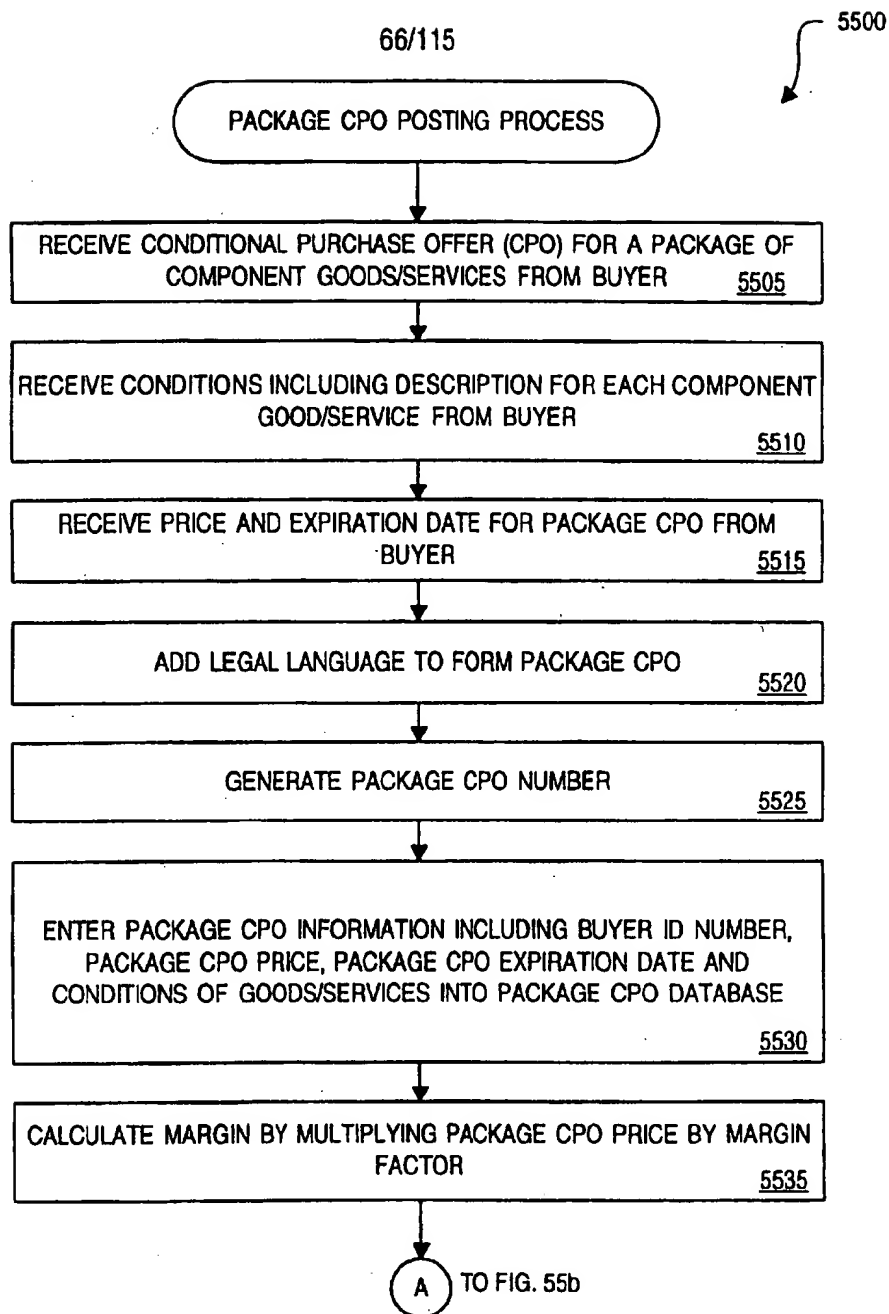 66/115
5500
PACKAGE CPO POSTING PROCESS
RECEIVE CONDITIONAL PURCHASE OFFER (CPO) FOR A PACKAGE OF
COMPONENT GOODS/SERVICES FROM BUYER
5505
RECEIVE CONDITIONS INCLUDING DESCRIPTION FOR EACH COMPONENT
GOOD/SERVICE FROM BUYER
5510
RECEIVE PRICE AND EXPIRATION DATE FOR PACKAGE CPO FROM
BUYER
5515
ADD LEGAL LANGUAGE TO FORM PACKAGE CPO
5520
GENERATE PACKAGE CPO NUMBER
5525
ENTER PACKAGE CPO INFORMATION INCLUDING BUYER ID NUMBER,
PACKAGE CPO PRICE, PACKAGE CPO EXPIRATION DATE AND
CONDITIONS OF GOODS/SERVICES INTO PACKAGE CPO DATABASE
5530
CALCULATE MARGIN BY MULTIPLYING PACKAGE CPO PRICE BY MARGIN
FACTOR
5535
A TO FIG. 55b